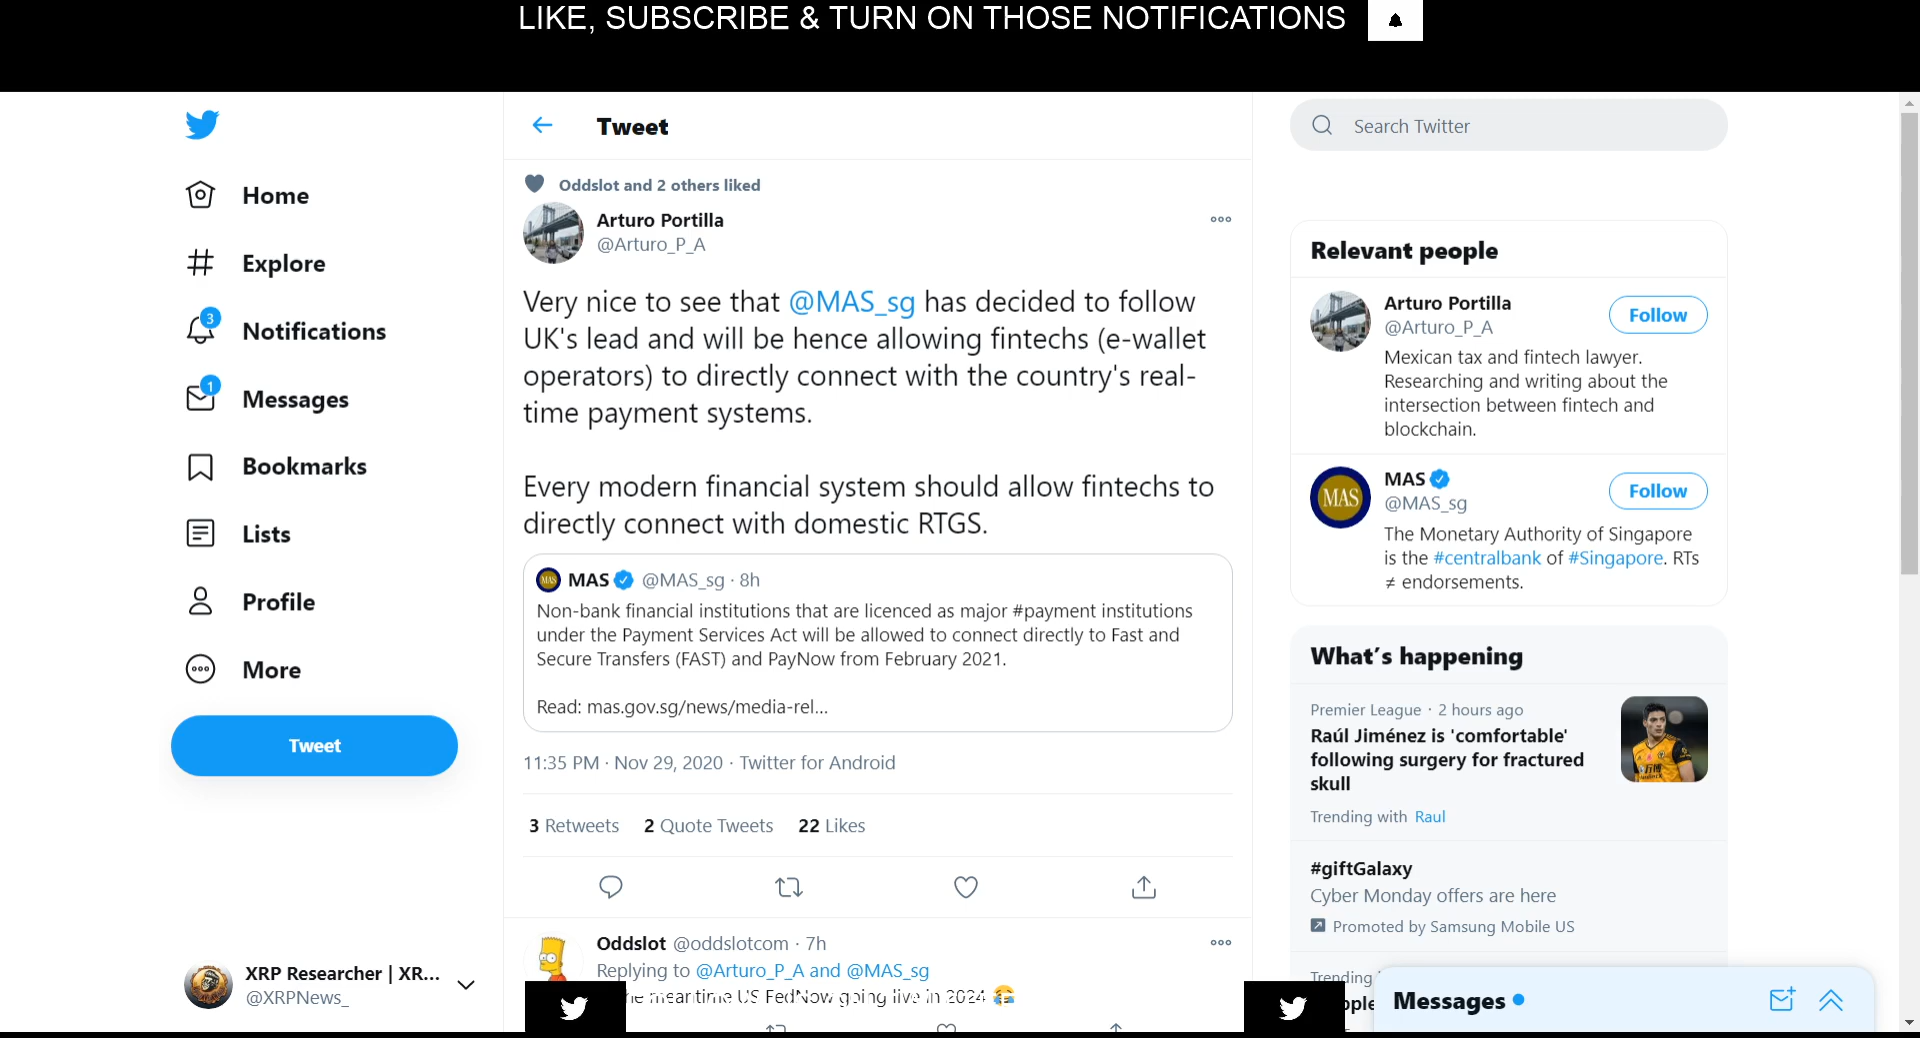 LIKE, SUBSCRIBE & TURN ON THOSE NOTIFICATIONS
Home
Explore
3
Notifications
1
Messages
Bookmarks
Lists
Profile
More
Tweet
XRP Researcher | XR...
@XRPNews_
Tweet
Oddslot and 2 others liked
Arturo Portilla
@Arturo_P_A
Very nice to see that @MAS_sg has decided to follow
UK's lead and will be hence allowing fintechs (e-wallet
operators) to directly connect with the country's real-
time payment systems.
Every modern financial system should allow fintechs to
directly connect with domestic RTGS.
MAS MAS @MAS_sg · 8h
Non-bank financial institutions that are licenced as major #payment institutions
under the Payment Services Act will be allowed to connect directly to Fast and
Secure Transfers (FAST) and PayNow from February 2021.
Read: mas.gov.sg/news/media-rel...
11:35 PM · Nov 29, 2020 · Twitter for Android
3 Retweets 2 Quote Tweets 22 Likes
Oddslot @oddslotcom · 7h
Replying to @Arturo_P_A and @MAS_sg
meantime US FedNow going live in 2024 😭
Search Twitter
Relevant people
Arturo Portilla
@Arturo_P_A
Follow
Mexican tax and fintech lawyer.
Researching and writing about the
intersection between fintech and
blockchain.
MAS
MAS
@MAS_sg
Follow
The Monetary Authority of Singapore
is the #centralbank of #Singapore. RTs
≠ endorsements.
What's happening
Premier League · 2 hours ago
Raúl Jiménez is 'comfortable'
following surgery for fractured
skull
Trending with Raul
#giftGalaxy
Cyber Monday offers are here
Promoted by Samsung Mobile US
Trending
Messages